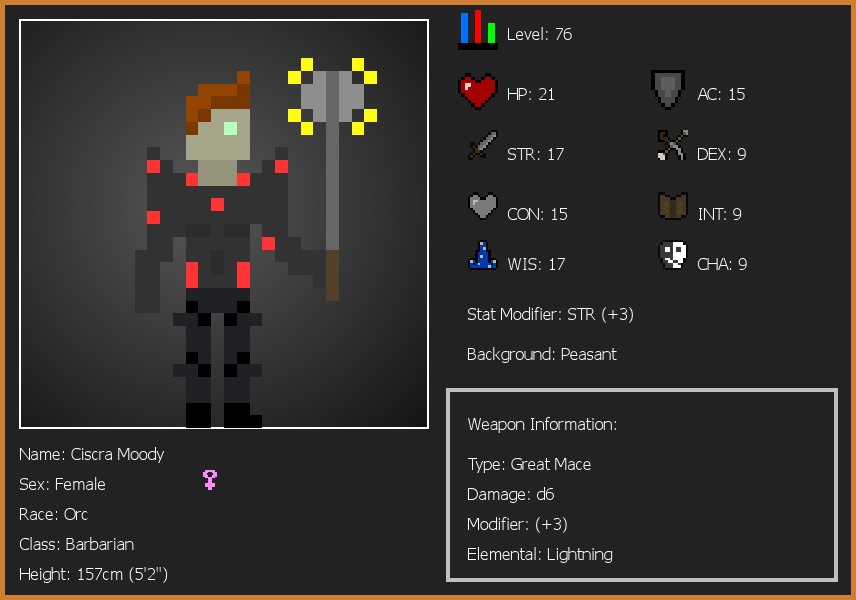 Level: 76
HP: 21
AC: 15
STR: 17
DEX: 9
CON: 15
INT: 9
WIS: 17
CHA: 9
Stat Modifier: STR (+3)
Background: Peasant
Weapon Information:
Type: Great Mace
Damage: d6
Modifier: (+3)
Elemental: Lightning
Name: Ciscra Moody
Sex: Female
Race: Orc
Class: Barbarian
Height: 157cm (5'2")